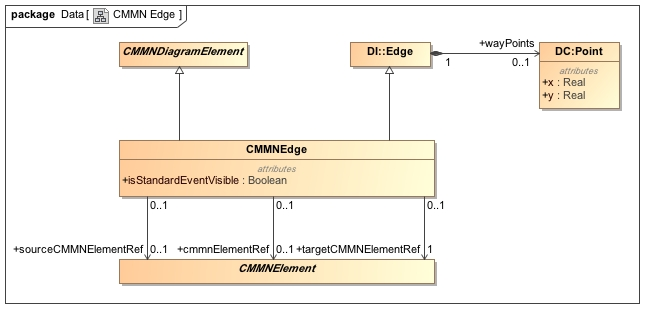 package Data[ CMMN Edge ]
CMMNDiagramElement
DI::Edge
+wayPoints
1
0..1
DC:Point
attributes
+x : Real
+y : Real
CMMNEdge
attributes
+isStandardEventVisible : Boolean
0..1
0..1
0..1
+sourceCMMNElementRef 0..1
+cmmnElementRef 0..1
+targetCMMNElementRef 1
CMMNElement